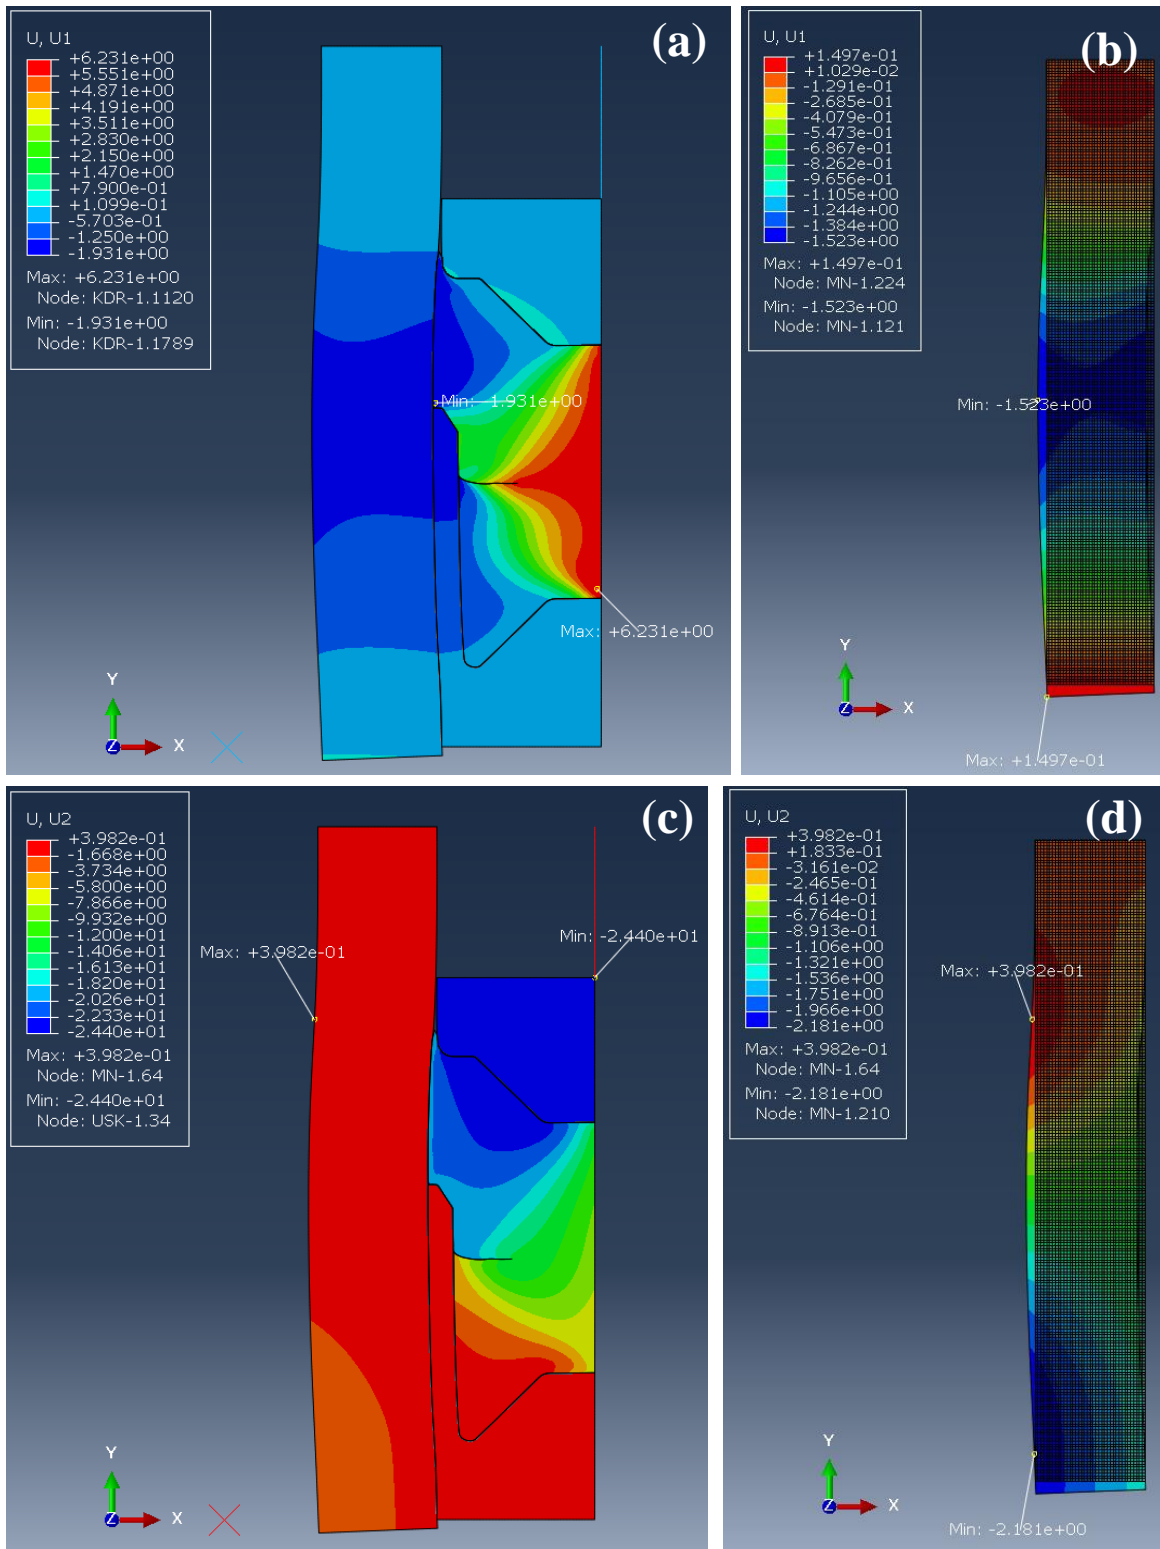 (a)
U, U1
+6.231e+00
+5.551e+00
+4.871e+00
+4.191e+00
+3.511e+00
+2.830e+00
+2.150e+00
+1.470e+00
+7.900e-01
+1.099e-01
-5.703e-01
-1.250e+00
-1.931e+00
Max: +6.231e+00
Node: KDR-1.1120
Min: -1.931e+00
Node: KDR-1.1789
Min: -1.931e+00
Max: +6.231e+00
Y
Z
X
(b)
U, U1
+1.497e-01
+1.029e-02
-1.291e-01
-2.685e-01
-4.079e-01
-5.473e-01
-6.867e-01
-8.262e-01
-9.656e-01
-1.105e+00
-1.244e+00
-1.384e+00
-1.523e+00
Max: +1.497e-01
Node: MN-1.224
Min: -1.523e+00
Node: MN-1.121
Min: -1.523e+00
Y
Z
X
Max: +1.497e-01
(c)
U, U2
+3.982e-01
-1.668e+00
-3.734e+00
-5.800e+00
-7.866e+00
-9.932e+00
-1.200e+01
-1.406e+01
-1.613e+01
-1.820e+01
-2.026e+01
-2.233e+01
-2.440e+01
Max: +3.982e-01
Node: MN-1.64
Min: -2.440e+01
Node: USK-1.34
Min: -2.440e+01
Max: +3.982e-01
Y
Z
X
(d)
U, U2
+3.982e-01
+1.833e-01
-3.161e-02
-2.465e-01
-4.614e-01
-6.764e-01
-8.913e-01
-1.106e+00
-1.321e+00
-1.536e+00
-1.751e+00
-1.966e+00
-2.181e+00
Max: +3.982e-01
Node: MN-1.64
Min: -2.181e+00
Node: MN-1.210
Max: +3.982e-01
Y
Z
X
Min: -2.181e+00